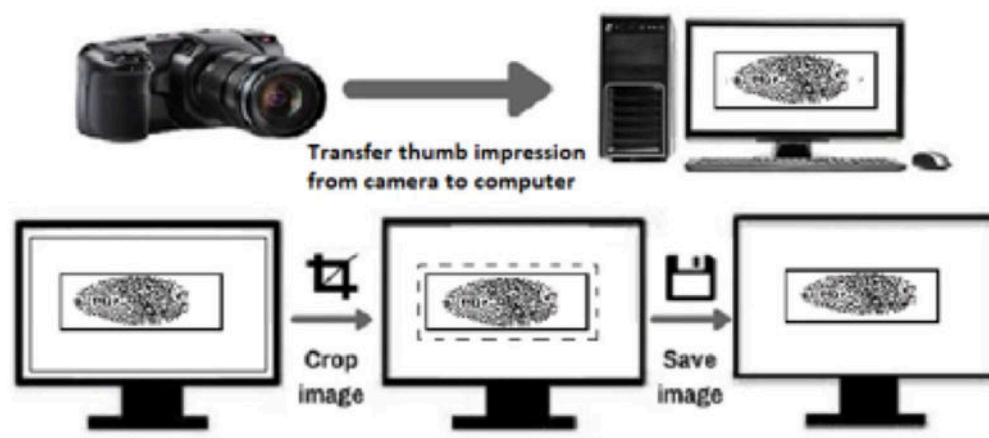 Transfer thumb impression
from camera to computer
Crop
image
Save
image